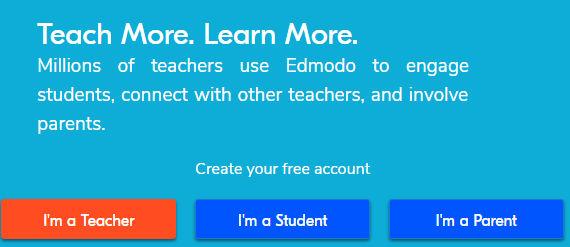 Teach More. Learn More.
Millions of teachers use Edmodo to engage
students, connect with other teachers, and involve
parents.
Create your free account
I'm a Teacher
I'm a Student
I'm a Parent